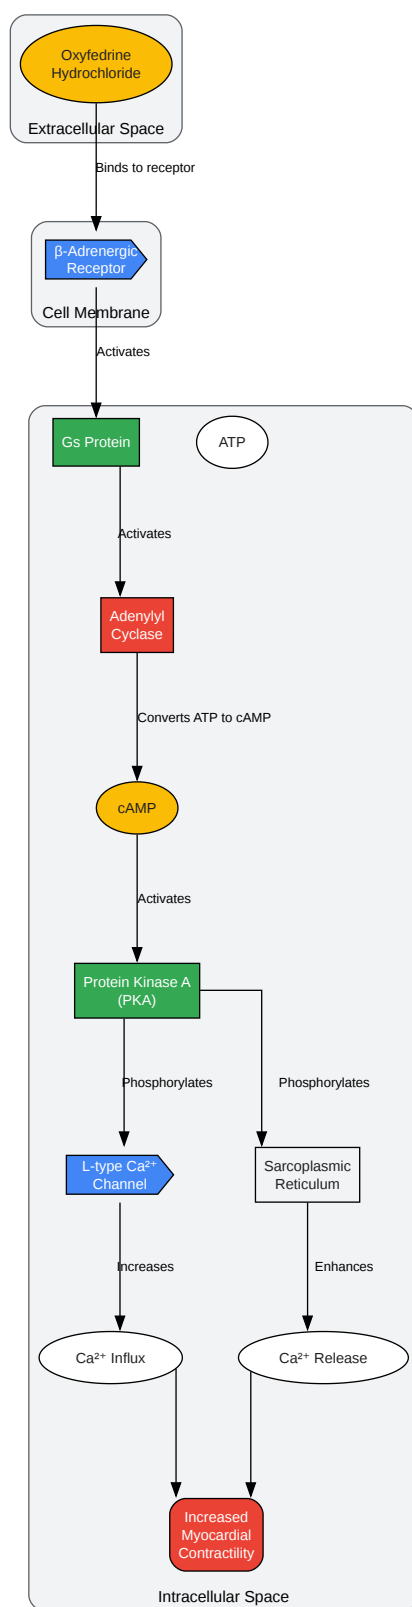 Oxyfedrine
Hydrochloride
Extracellular Space
Binds to receptor
β-Adrenergic
Receptor
Cell Membrane
Activates
Gs Protein
ATP
Activates
Adenylyl
Cyclase
Converts ATP to cAMP
cAMP
Activates
Protein Kinase A
(PKA)
Phosphorylates
Phosphorylates
L-type Ca²⁺
Channel
Sarcoplasmic
Reticulum
Increases
Enhances
Ca²⁺ Influx
Ca²⁺ Release
Increased
Myocardial
Contractility
Intracellular Space